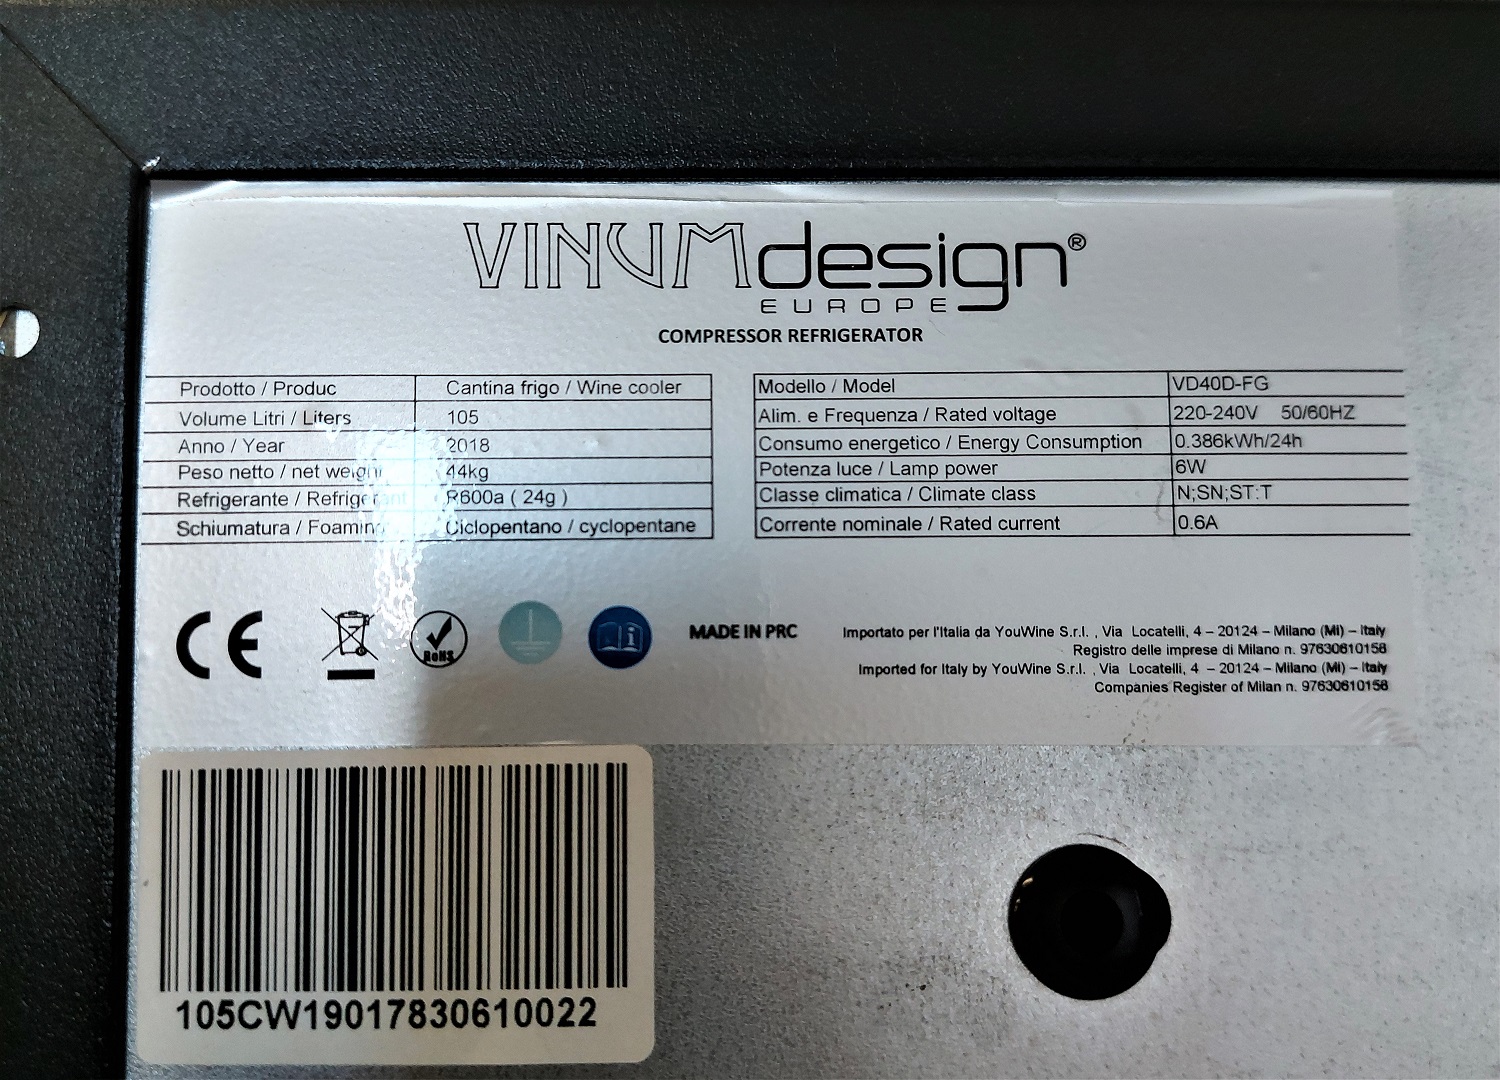 VINUMdesign®
EUROPE
COMPRESSOR REFRIGERATOR
Prodotto / Produc Cantina frigo / Wine cooler
Volume Litri / Liters 105
Anno / Year 2018
Peso netto / net weight 44kg
Refrigerante / Refrigerant R600a ( 24g )
Schiumatura / Foaming Ciclopentano / cyclopentane
Modello / Model VD40D-FG
Alim. e Frequenza / Rated voltage 220-240V 50/60HZ
Consumo energetico / Energy Consumption 0.386kWh/24h
Potenza luce / Lamp power 6W
Classe climatica / Climate class N;SN;ST:T
Corrente nominale / Rated current 0.6A
CE
RoHS
MADE IN PRC
Importato per l'Italia da YouWine S.r.l. , Via Locatelli, 4 – 20124 – Milano (MI) – Italy
Registro delle imprese di Milano n. 97630610158
Imported for Italy by YouWine S.r.l. , Via Locatelli, 4 – 20124 – Milano (MI) – Italy
Companies Register of Milan n. 97630610158
105CW19017830610022